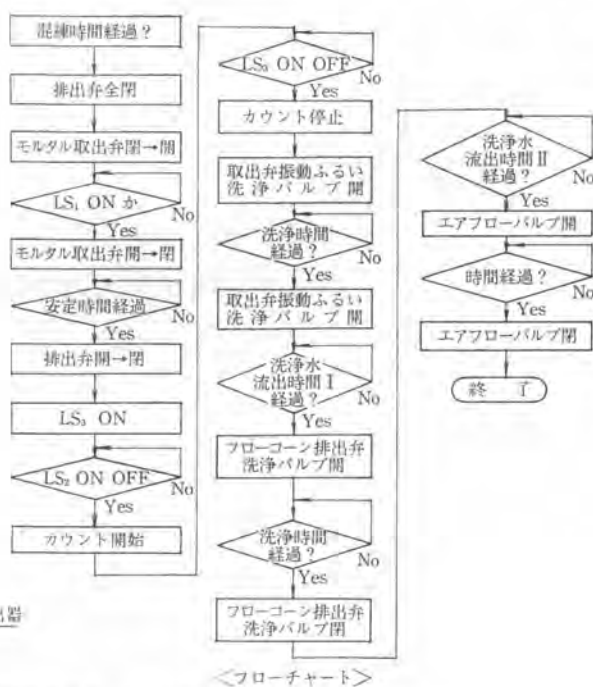 混練時間経過？
排出弁全閉
モルタル取出弁閉→開
LS₁ ON か
No
Yes
モルタル取出弁開→閉
安定時間経過
No
Yes
排出弁開→閉
LS₃ ON
LS₂ ON OFF
No
Yes
カウント開始
LS₃ ON OFF
No
Yes
カウント停止
取出弁振動ふるい
洗浄バルブ開
洗浄時間
経過？
No
Yes
取出弁振動ふるい
洗浄バルブ開
洗浄水
流出時間Ⅰ
経過？
No
Yes
フローコーン排出弁
洗浄バルブ開
洗浄時間
経過？
No
Yes
フローコーン排出弁
洗浄バルブ閉
洗浄水
流出時間Ⅱ
経過？
No
Yes
エアフローバルブ開
時間経過？
No
Yes
エアフローバルブ閉
終了
出器
＜フローチャート＞